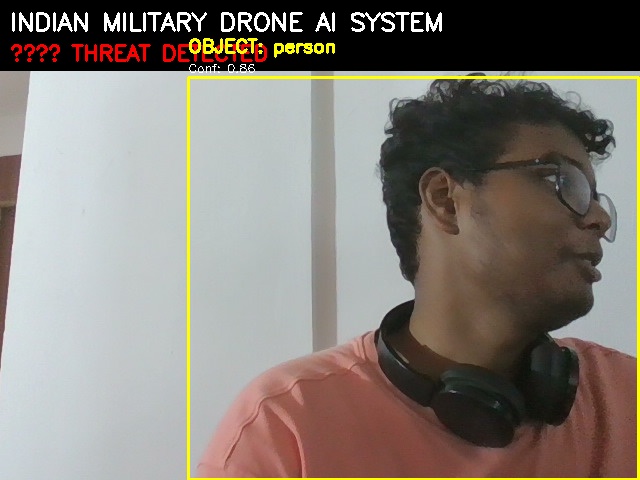 INDIAN MILITARY DRONE AI SYSTEM
???? THREAT DETECTED
OBJECT: person
Conf: 0.86